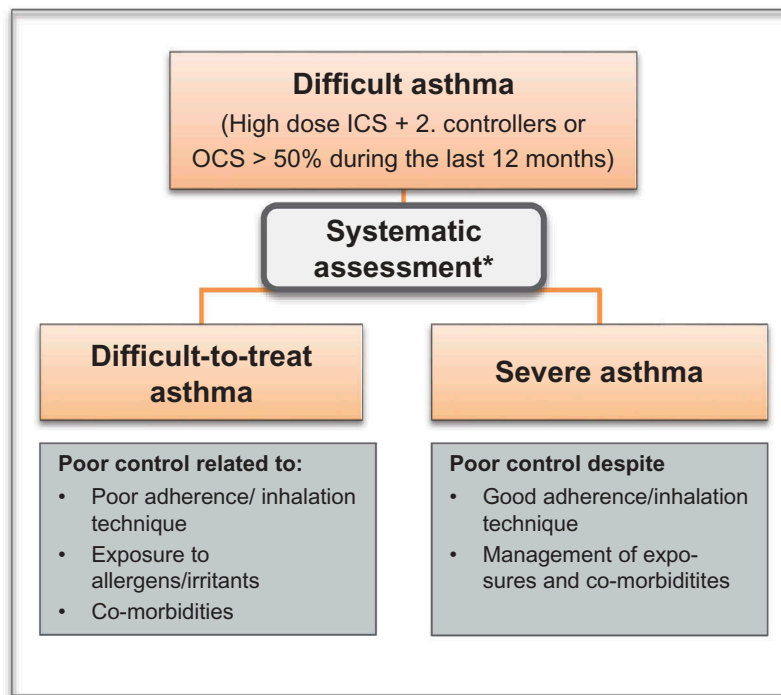 Difficult asthma
(High dose ICS + 2. controllers or
OCS > 50% during the last 12 months)
Systematic
assessment*
Difficult-to-treat
asthma
Severe asthma
Poor control related to:
• Poor adherence/ inhalation
technique
• Exposure to
allergens/irritants
• Co-morbidities
Poor control despite
• Good adherence/inhalation
technique
• Management of expo-
sures and co-morbiditites